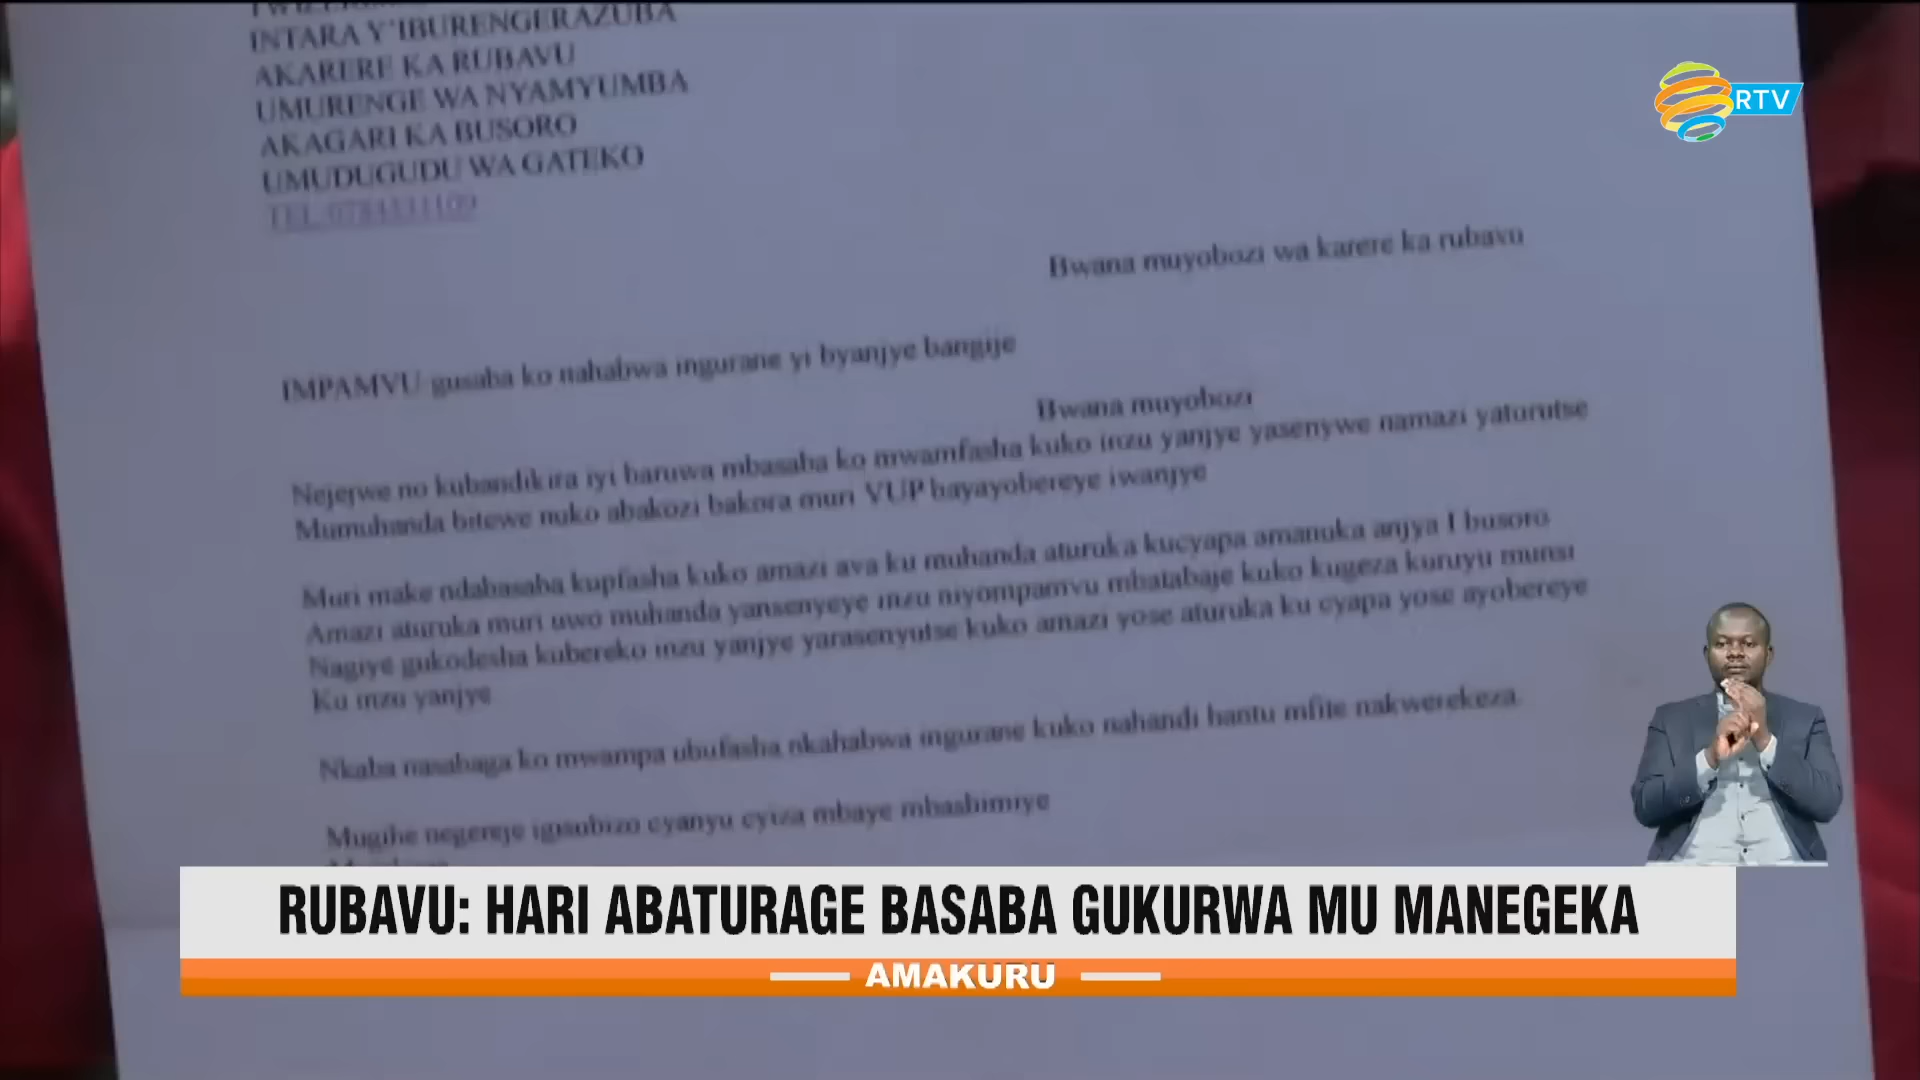 INTARA Y'IBURENGERAZUBA
AKARERE KA RUBAVU
UMURENGE WA NYAMYUMBA
AKAGARI KA BUSORO
UMUDUGUDU WA GATEKO
RTV
Bwana muyobozi wa karere ka rubavu
IMPAMVU gusaba ko nahabwa ingurane yi byanjye bangije
Bwana muyobozi
Nejejwe no kubandikira iyi baruwa mbasaba ko mwamfasha kuko inzu yanjye yasenywe namazi yaturutse
Mumuhanda bitewe nuko abakozi bakora muri VUP bayayobereye iwanjye
Muri make ndabasaba kupfasha kuko amazi ava ku muhanda aturuka kucyapa amanuka anjya I busoro
Amazi aturuka muri uwo muhanda yansenyeye inzu niyompamvu mbatabaje kuko kugeza kuruyu munsi
Nagiye gukodesha kubereko inzu yanjye yarasenyutse kuko amazi yose aturuka ku cyapa yose ayobereye
Ku inzu yanjye
Nkaba nasabaga ko mwampa ubufasha nkahabwa ingurane kuko nahandi hantu mfite nakwerekeza.
Mugihe negereje igisubizo cyanyu cyiza mbaye mbashimiye
RUBAVU: HARI ABATURAGE BASABA GUKURWA MU MANEGEKA
AMAKURU